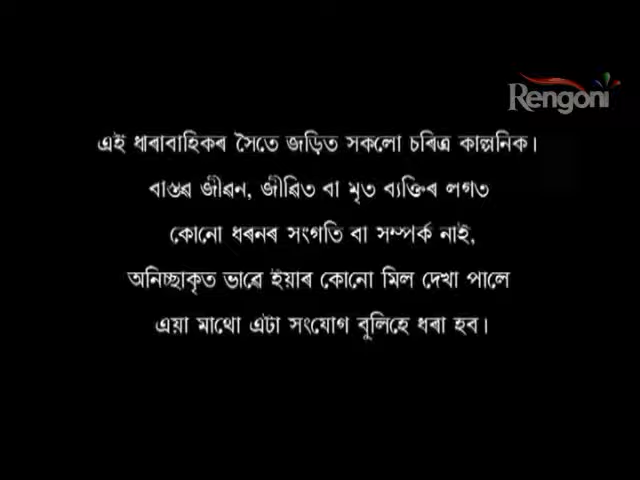 Rengoni
এই ধাৰাবাহিকৰ সৈতে জড়িত সকলো চৰিত্ৰ কাল্পনিক।
বাস্তৱ জীৱন, জীৱিত বা মৃত ব্যক্তিৰ লগত
কোনো ধৰনৰ সংগতি বা সম্পৰ্ক নাই,
অনিচ্ছাকৃত ভাৱে ইয়াৰ কোনো মিল দেখা পালে
এয়া মাথো এটা সংযোগ বুলিহে ধৰা হব।